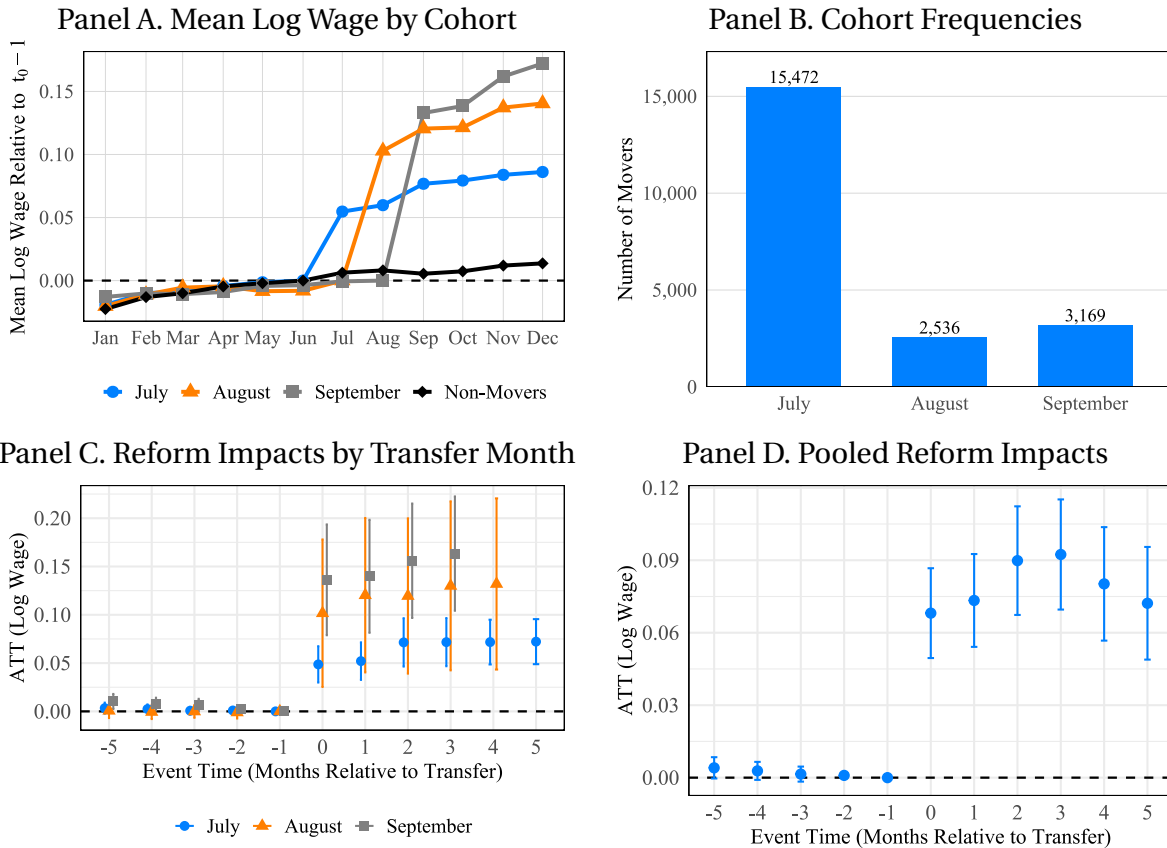 Panel A. Mean Log Wage by Cohort
Mean Log Wage Relative to t₀−1
0.15
0.10
0.05
0.00
Jan Feb Mar Apr May Jun Jul Aug Sep Oct Nov Dec
July August September Non-Movers
Panel B. Cohort Frequencies
Number of Movers
15,000
10,000
5,000
0
15,472
2,536
3,169
July August September
Panel C. Reform Impacts by Transfer Month
ATT (Log Wage)
0.20
0.15
0.10
0.05
0.00
-5 -4 -3 -2 -1 0 1 2 3 4 5
Event Time (Months Relative to Transfer)
July August September
Panel D. Pooled Reform Impacts
ATT (Log Wage)
0.12
0.09
0.06
0.03
0.00
-5 -4 -3 -2 -1 0 1 2 3 4 5
Event Time (Months Relative to Transfer)